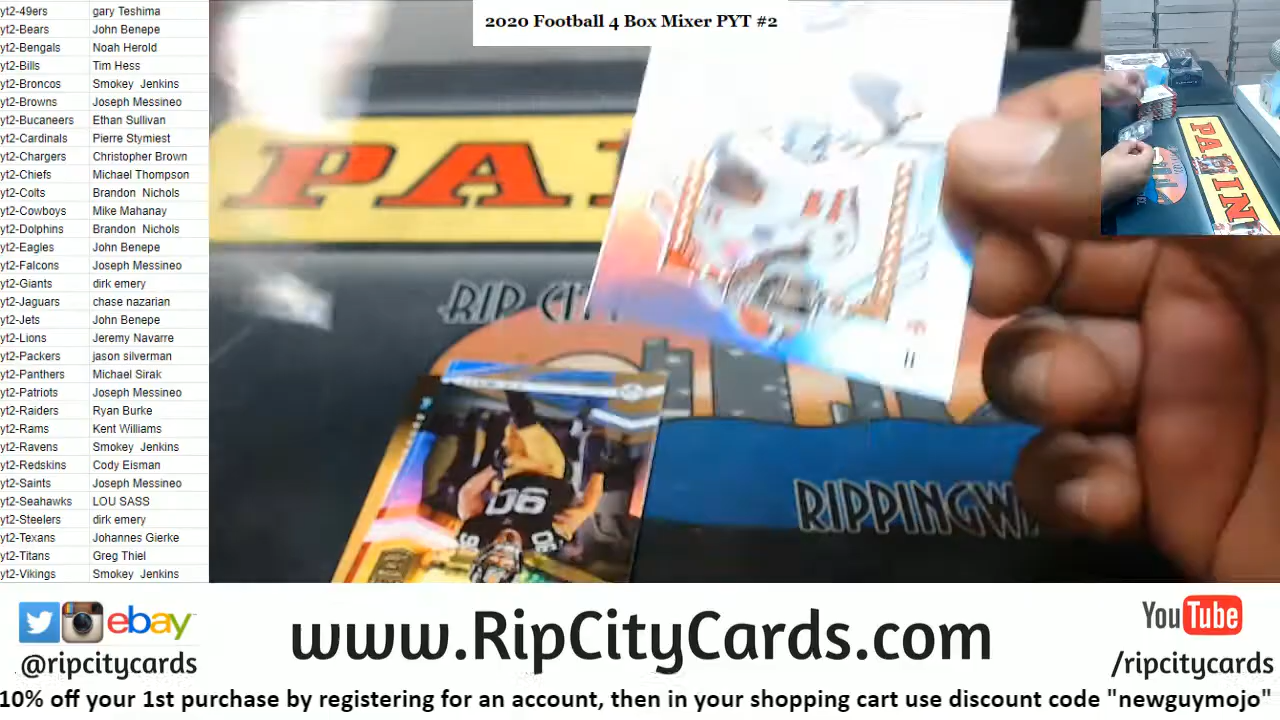 2020 Football 4 Box Mixer PYT #2
yt2-49ers gary Teshima
yt2-Bears John Benepe
yt2-Bengals Noah Herold
yt2-Bills Tim Hess
yt2-Broncos Smokey Jenkins
yt2-Browns Joseph Messineo
yt2-Bucaneers Ethan Sullivan
yt2-Cardinals Pierre Stymiest
yt2-Chargers Christopher Brown
yt2-Chiefs Michael Thompson
yt2-Colts Brandon Nichols
yt2-Cowboys Mike Mahanay
yt2-Dolphins Brandon Nichols
yt2-Eagles John Benepe
yt2-Falcons Joseph Messineo
yt2-Giants dirk emery
yt2-Jaguars chase nazarian
yt2-Jets John Benepe
yt2-Lions Jeremy Navarre
yt2-Packers jason silverman
yt2-Panthers Michael Sirak
yt2-Patriots Joseph Messineo
yt2-Raiders Ryan Burke
yt2-Rams Kent Williams
yt2-Ravens Smokey Jenkins
yt2-Redskins Cody Eisman
yt2-Saints Joseph Messineo
yt2-Seahawks LOU SASS
yt2-Steelers dirk emery
yt2-Texans Johannes Gierke
yt2-Titans Greg Thiel
yt2-Vikings Smokey Jenkins
PA
RIP CIT
RIPPINGW
90
PANIN
ebay
@ripcitycards
www.RipCityCards.com
YouTube
/ripcitycards
10% off your 1st purchase by registering for an account, then in your shopping cart use discount code "newguymojo"